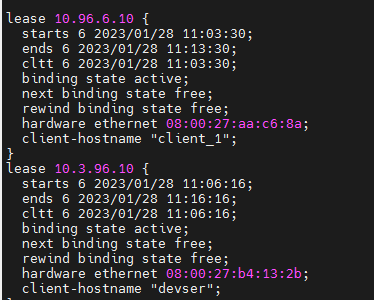 lease 10.96.6.10 {
  starts 6 2023/01/28 11:03:30;
  ends 6 2023/01/28 11:13:30;
  cltt 6 2023/01/28 11:03:30;
  binding state active;
  next binding state free;
  rewind binding state free;
  hardware ethernet 08:00:27:aa:c6:8a;
  client-hostname "client_1";
}
lease 10.3.96.10 {
  starts 6 2023/01/28 11:06:16;
  ends 6 2023/01/28 11:16:16;
  cltt 6 2023/01/28 11:06:16;
  binding state active;
  next binding state free;
  rewind binding state free;
  hardware ethernet 08:00:27:b4:13:2b;
  client-hostname "devser";